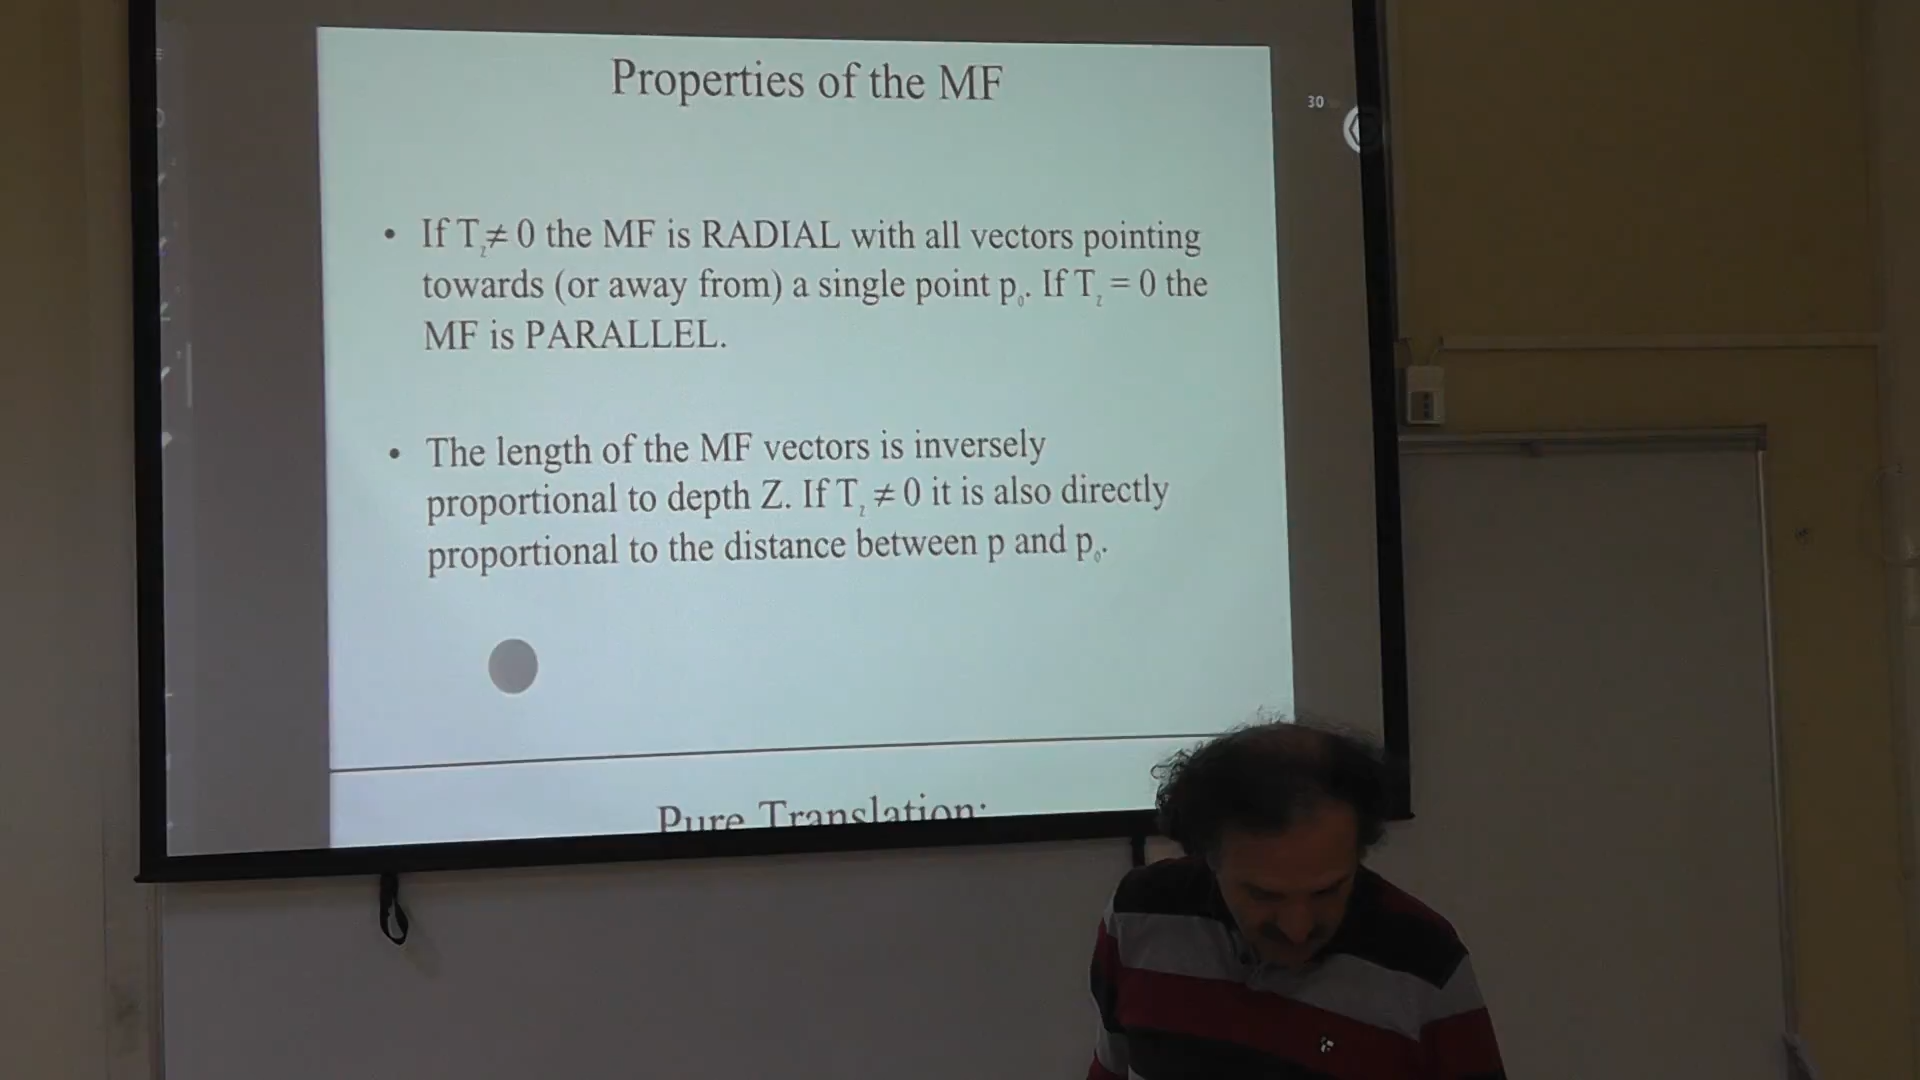 Properties of the MF
30
• If T_z ≠ 0 the MF is RADIAL with all vectors pointing
towards (or away from) a single point p_0. If T_z = 0 the
MF is PARALLEL.
• The length of the MF vectors is inversely
proportional to depth Z. If T_z ≠ 0 it is also directly
proportional to the distance between p and p_0.
Pure Translation: